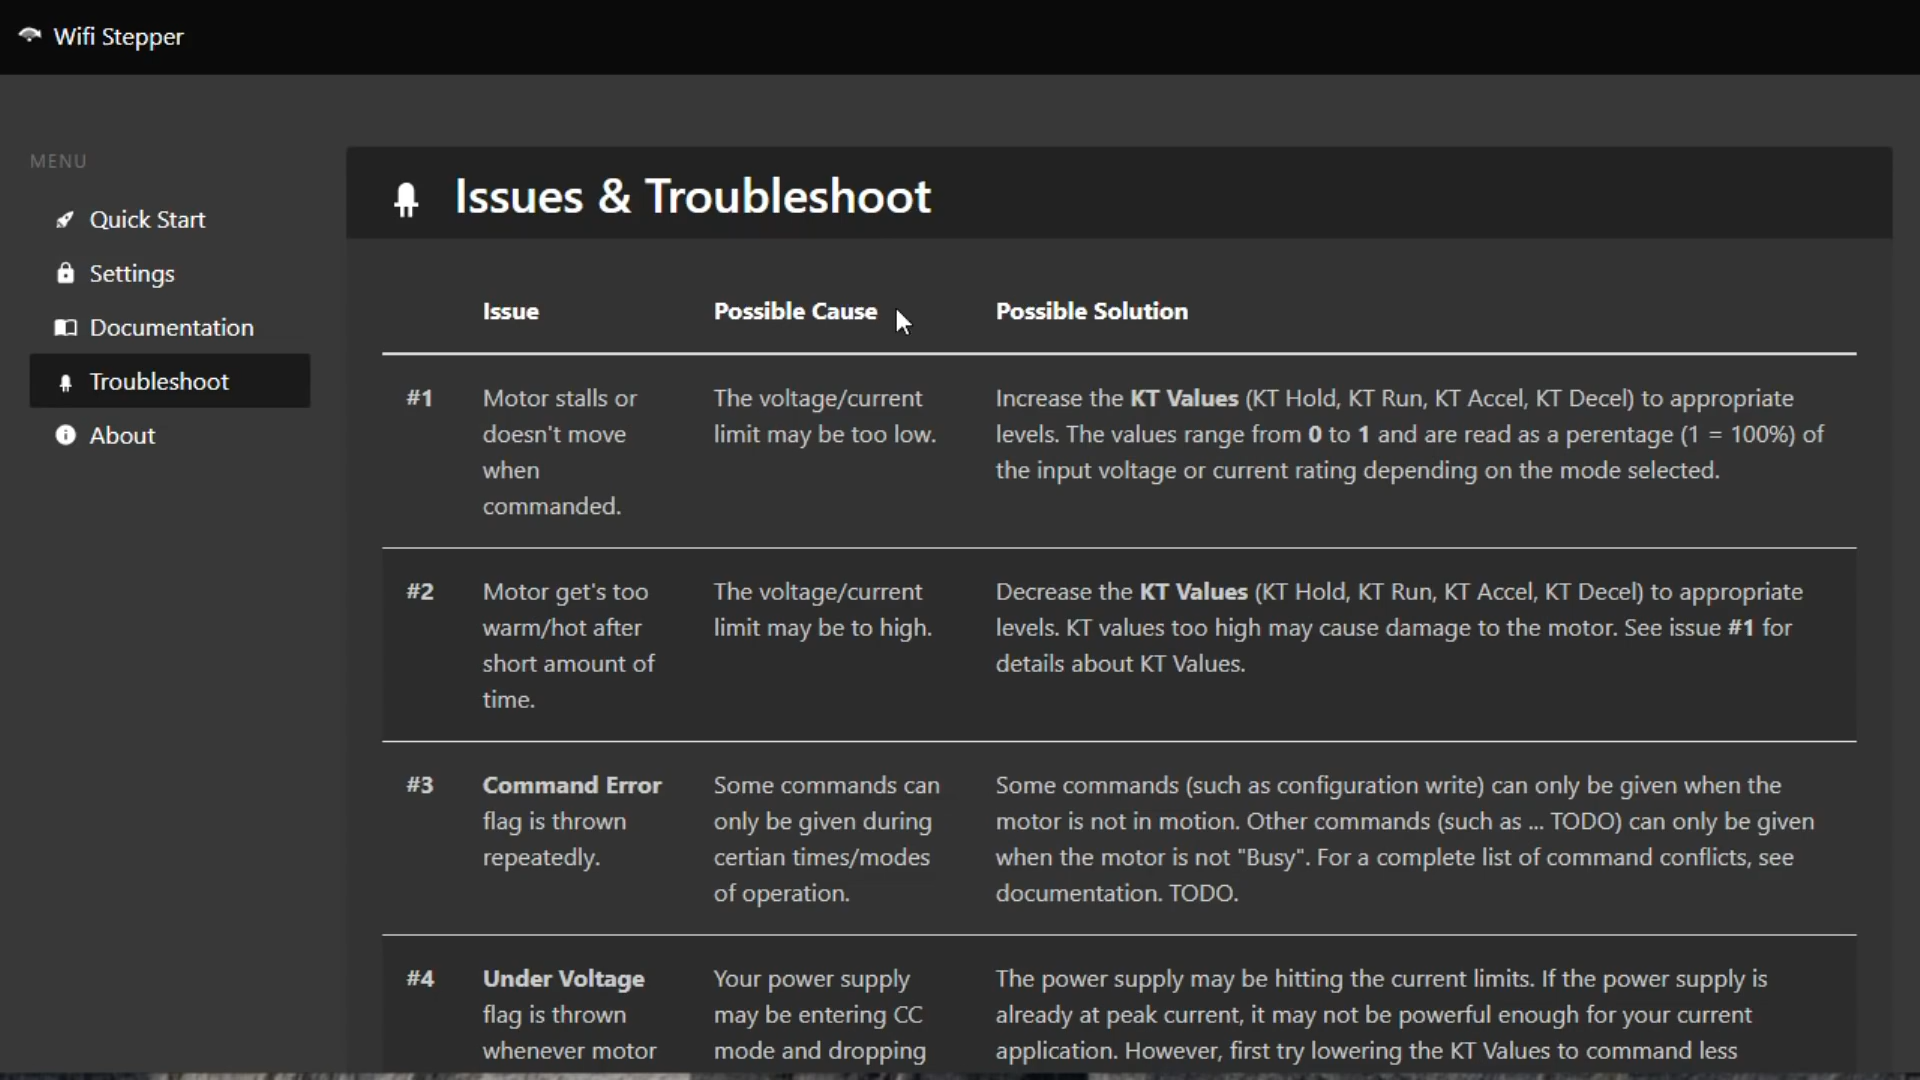 Wifi Stepper
MENU
Quick Start
Settings
Documentation
Troubleshoot
About
Issues & Troubleshoot
Issue Possible Cause Possible Solution
#1 Motor stalls or The voltage/current Increase the KT Values (KT Hold, KT Run, KT Accel, KT Decel) to appropriate
doesn't move limit may be too low. levels. The values range from 0 to 1 and are read as a perentage (1 = 100%) of
when the input voltage or current rating depending on the mode selected.
commanded.
#2 Motor get's too The voltage/current Decrease the KT Values (KT Hold, KT Run, KT Accel, KT Decel) to appropriate
warm/hot after limit may be to high. levels. KT values too high may cause damage to the motor. See issue #1 for
short amount of details about KT Values.
time.
#3 Command Error Some commands can Some commands (such as configuration write) can only be given when the
flag is thrown only be given during motor is not in motion. Other commands (such as ... TODO) can only be given
repeatedly. certian times/modes when the motor is not "Busy". For a complete list of command conflicts, see
of operation. documentation. TODO.
#4 Under Voltage Your power supply The power supply may be hitting the current limits. If the power supply is
flag is thrown may be entering CC already at peak current, it may not be powerful enough for your current
whenever motor mode and dropping application. However, first try lowering the KT Values to command less